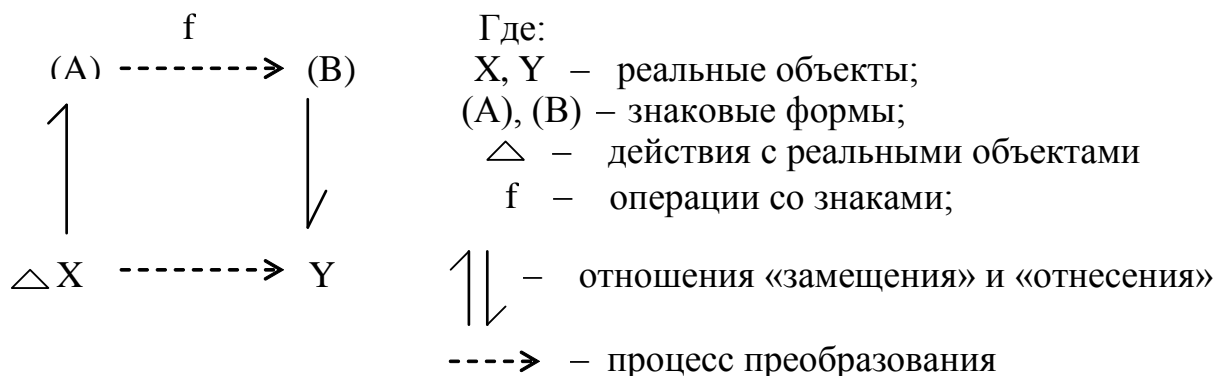 f
(A) (B)
X Y
Где:
X, Y – реальные объекты;
(A), (B) – знаковые формы;
– действия с реальными объектами
f – операции со знаками;
– отношения «замещения» и «отнесения»
– процесс преобразования